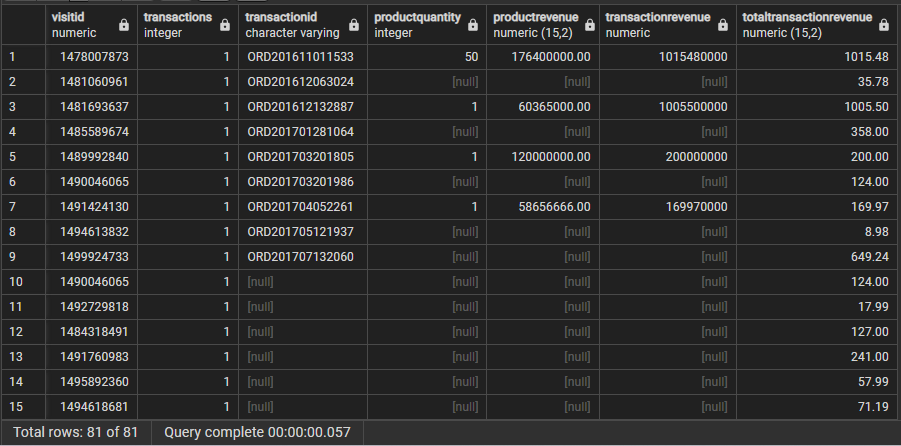 visitid transactions transactionid productquantity productrevenue transactionrevenue totaltransactionrevenue
numeric integer character varying integer numeric (15,2) numeric numeric (15,2)
1 1478007873 1 ORD201611011533 50 176400000.00 1015480000 1015.48
2 1481060961 1 ORD201612063024 [null] [null] [null] 35.78
3 1481693637 1 ORD201612132887 1 60365000.00 1005500000 1005.50
4 1485589674 1 ORD201701281064 [null] [null] [null] 358.00
5 1489992840 1 ORD201703201805 1 120000000.00 200000000 200.00
6 1490046065 1 ORD201703201986 [null] [null] [null] 124.00
7 1491424130 1 ORD201704052261 1 58656666.00 169970000 169.97
8 1494613832 1 ORD201705121937 [null] [null] [null] 8.98
9 1499924733 1 ORD201707132060 [null] [null] [null] 649.24
10 1490046065 1 [null] [null] [null] [null] 124.00
11 1492729818 1 [null] [null] [null] [null] 17.99
12 1484318491 1 [null] [null] [null] [null] 127.00
13 1491760983 1 [null] [null] [null] [null] 241.00
14 1495892360 1 [null] [null] [null] [null] 57.99
15 1494618681 1 [null] [null] [null] [null] 71.19
Total rows: 81 of 81 Query complete 00:00:00.057